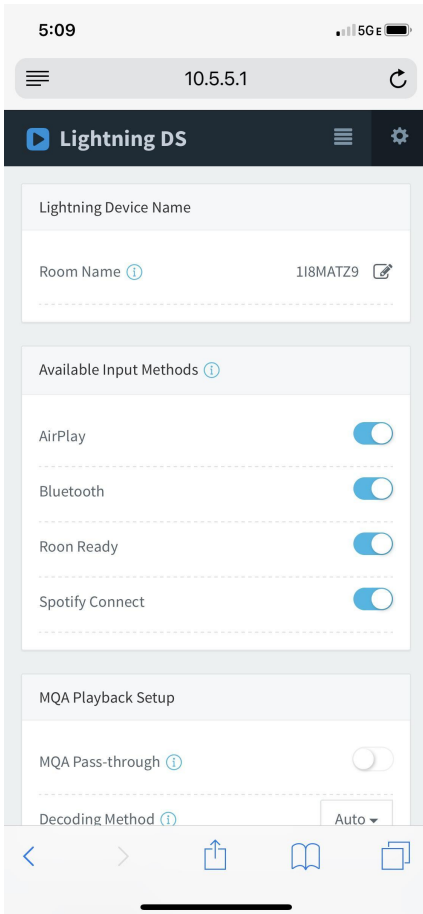 5:09
5GE
10.5.5.1
Lightning DS
Lightning Device Name
Room Name
1I8MATZ9
Available Input Methods
AirPlay
Bluetooth
Roon Ready
Spotify Connect
MQA Playback Setup
MQA Pass-through
Decoding Method
Auto